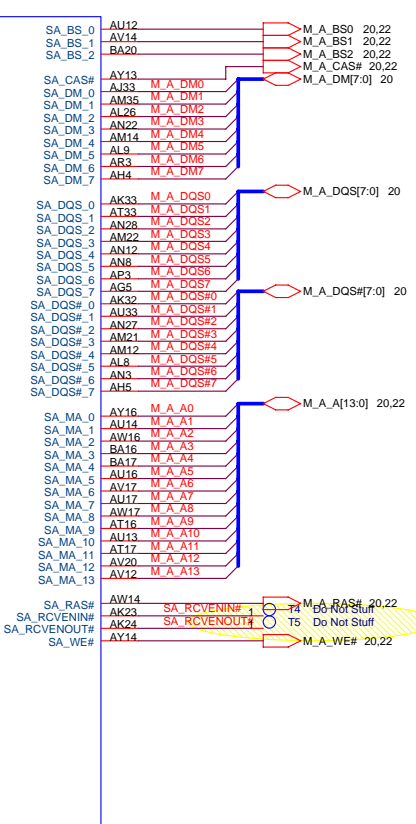 SA_BS_0 AU12 M_A_BS0 20,22
SA_BS_1 AV14 M_A_BS1 20,22
SA_BS_2 BA20 M_A_BS2 20,22
SA_CAS# AY13 M_A_CAS# 20,22
SA_DM_0 AJ33 M_A_DM0 M_A_DM[7:0] 20
SA_DM_1 AM35 M_A_DM1
SA_DM_2 AL26 M_A_DM2
SA_DM_3 AN22 M_A_DM3
SA_DM_4 AM14 M_A_DM4
SA_DM_5 AL9 M_A_DM5
SA_DM_6 AR3 M_A_DM6
SA_DM_7 AH4 M_A_DM7
SA_DQS_0 AK33 M_A_DQS0 M_A_DQS[7:0] 20
SA_DQS_1 AT33 M_A_DQS1
SA_DQS_2 AN28 M_A_DQS2
SA_DQS_3 AM22 M_A_DQS3
SA_DQS_4 AN12 M_A_DQS4
SA_DQS_5 AN8 M_A_DQS5
SA_DQS_6 AP3 M_A_DQS6
SA_DQS_7 AG5 M_A_DQS7
SA_DQS#_0 AK32 M_A_DQS#0 M_A_DQS#[7:0] 20
SA_DQS#_1 AU33 M_A_DQS#1
SA_DQS#_2 AN27 M_A_DQS#2
SA_DQS#_3 AM21 M_A_DQS#3
SA_DQS#_4 AM12 M_A_DQS#4
SA_DQS#_5 AL8 M_A_DQS#5
SA_DQS#_6 AN3 M_A_DQS#6
SA_DQS#_7 AH5 M_A_DQS#7
SA_MA_0 AY16 M_A_A0 M_A_A[13:0] 20,22
SA_MA_1 AU14 M_A_A1
SA_MA_2 AW16 M_A_A2
SA_MA_3 BA16 M_A_A3
SA_MA_4 BA17 M_A_A4
SA_MA_5 AU16 M_A_A5
SA_MA_6 AV17 M_A_A6
SA_MA_7 AU17 M_A_A7
SA_MA_8 AW17 M_A_A8
SA_MA_9 AT16 M_A_A9
SA_MA_10 AU13 M_A_A10
SA_MA_11 AT17 M_A_A11
SA_MA_12 AV20 M_A_A12
SA_MA_13 AV12 M_A_A13
SA_RAS# AW14 M_A_RAS# 20,22
SA_RCVENIN# AK23 SA_RCVENIN# 1 T4 Do Not Stuff
SA_RCVENOUT# AK24 SA_RCVENOUT# 1 T5 Do Not Stuff
SA_WE# AY14 M_A_WE# 20,22